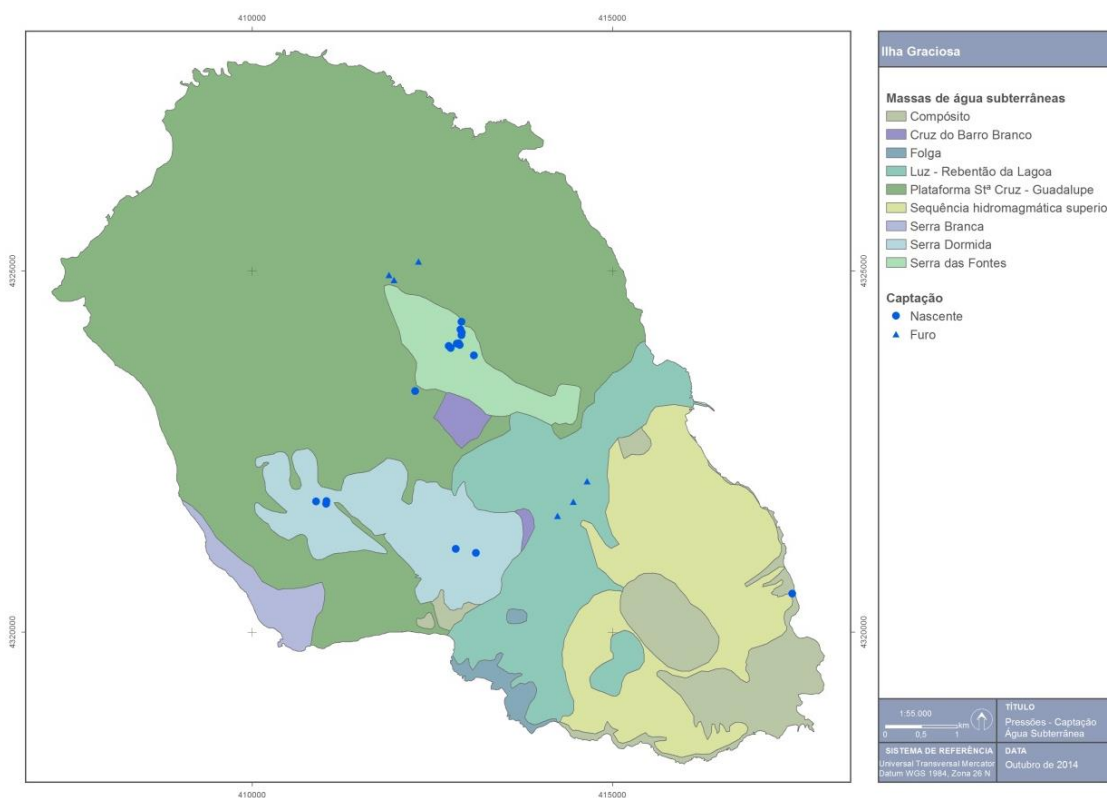 410000
415000
Ilha Graciosa
Massas de água subterrâneas
Compósito
Cruz do Barro Branco
Folga
Luz - Rebentão da Lagoa
Plataforma Stª Cruz - Guadalupe
Sequência hidromagmática superio
Serra Branca
Serra Dormida
Serra das Fontes
Captação
Nascente
Furo
4325000
4325000
4320000
4320000
1:55.000
km
0 0,5 1
TÍTULO
Pressões - Captação
Água Subterrânea
SISTEMA DE REFERÊNCIA
Universal Transversal Mercator
Datum WGS 1984, Zona 26 N
DATA
Outubro de 2014
410000
415000